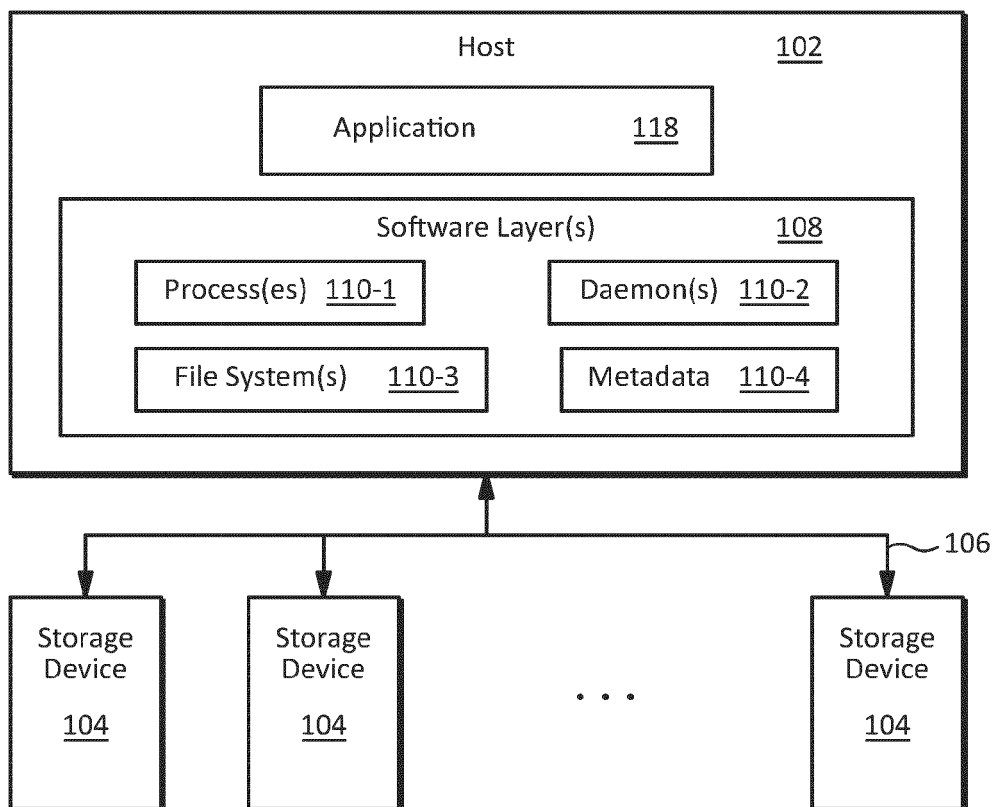 Host 102
Application 118
Software Layer(s) 108
Process(es) 110-1
Daemon(s) 110-2
File System(s) 110-3
Metadata 110-4
106
Storage
Device
104
Storage
Device
104
. . .
Storage
Device
104